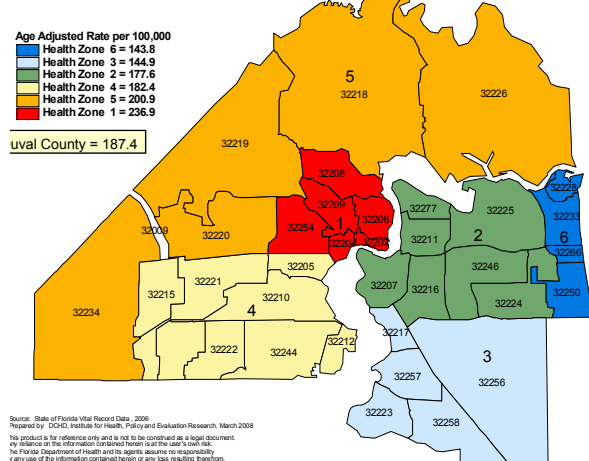 Age Adjusted Rate per 100,000
Health Zone 6 = 143.8
Health Zone 3 = 144.9
Health Zone 2 = 177.6
Health Zone 4 = 182.4
Health Zone 5 = 200.9
Health Zone 1 = 236.9
uval County = 187.4
5
32218
32226
32219
32208
32228
32009
32209
32277
32225
32233
32254
1
32206
32220
32211
2
6
32204
32202
32266
32205
32246
32221
32215
32210
32207
32216
32250
32224
32234
4
32217
32212
32222
32244
3
32257
32256
32223
32258
Source: State of Florida Vital Record Data , 2006
Prepared by: DCHD, Institute for Health, Policy and Evaluation Research, March 2008
his product is for reference only and is not to be construed as a legal document.
ny reliance on the information contained herein is at the user's own risk.
he Florida Department of Health and its agents assume no responsibility
r any use of the information contained herein or any loss resulting therefrom.